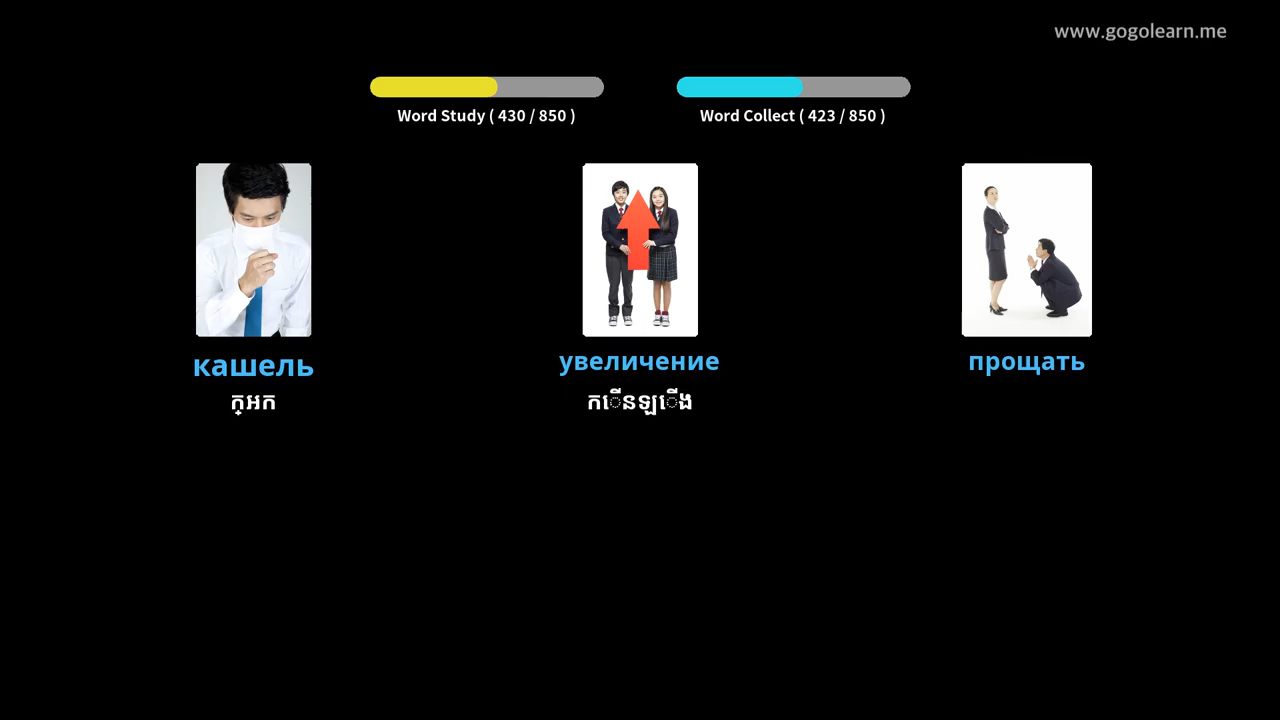 www.gogolearn.me
Word Study ( 430 / 850 )
Word Collect ( 423 / 850 )
кашель
увеличение
прощать
ក្អក
កើនឡើង